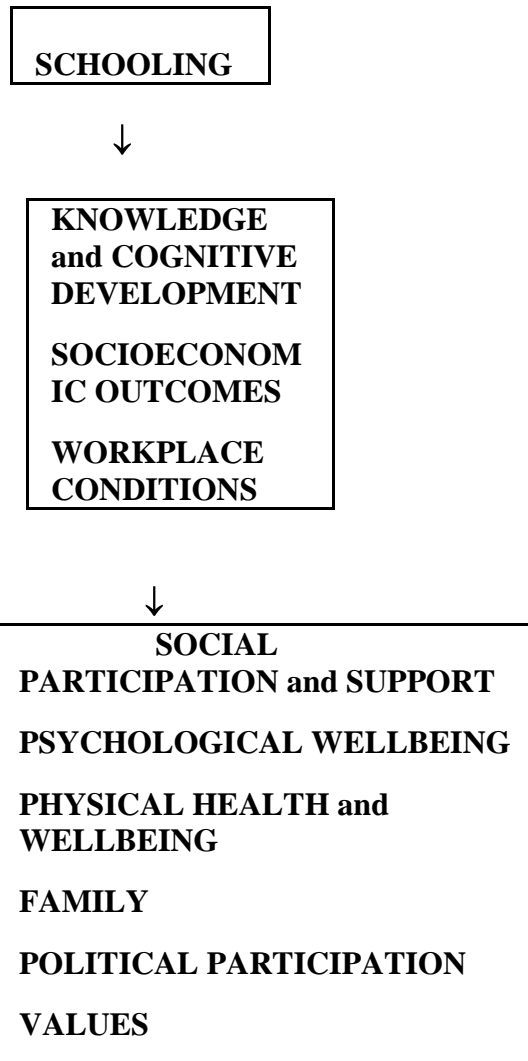 SCHOOLING
↓
KNOWLEDGE
and COGNITIVE
DEVELOPMENT
SOCIOECONOM
IC OUTCOMES
WORKPLACE
CONDITIONS
↓
SOCIAL
PARTICIPATION and SUPPORT
PSYCHOLOGICAL WELLBEING
PHYSICAL HEALTH and
WELLBEING
FAMILY
POLITICAL PARTICIPATION
VALUES